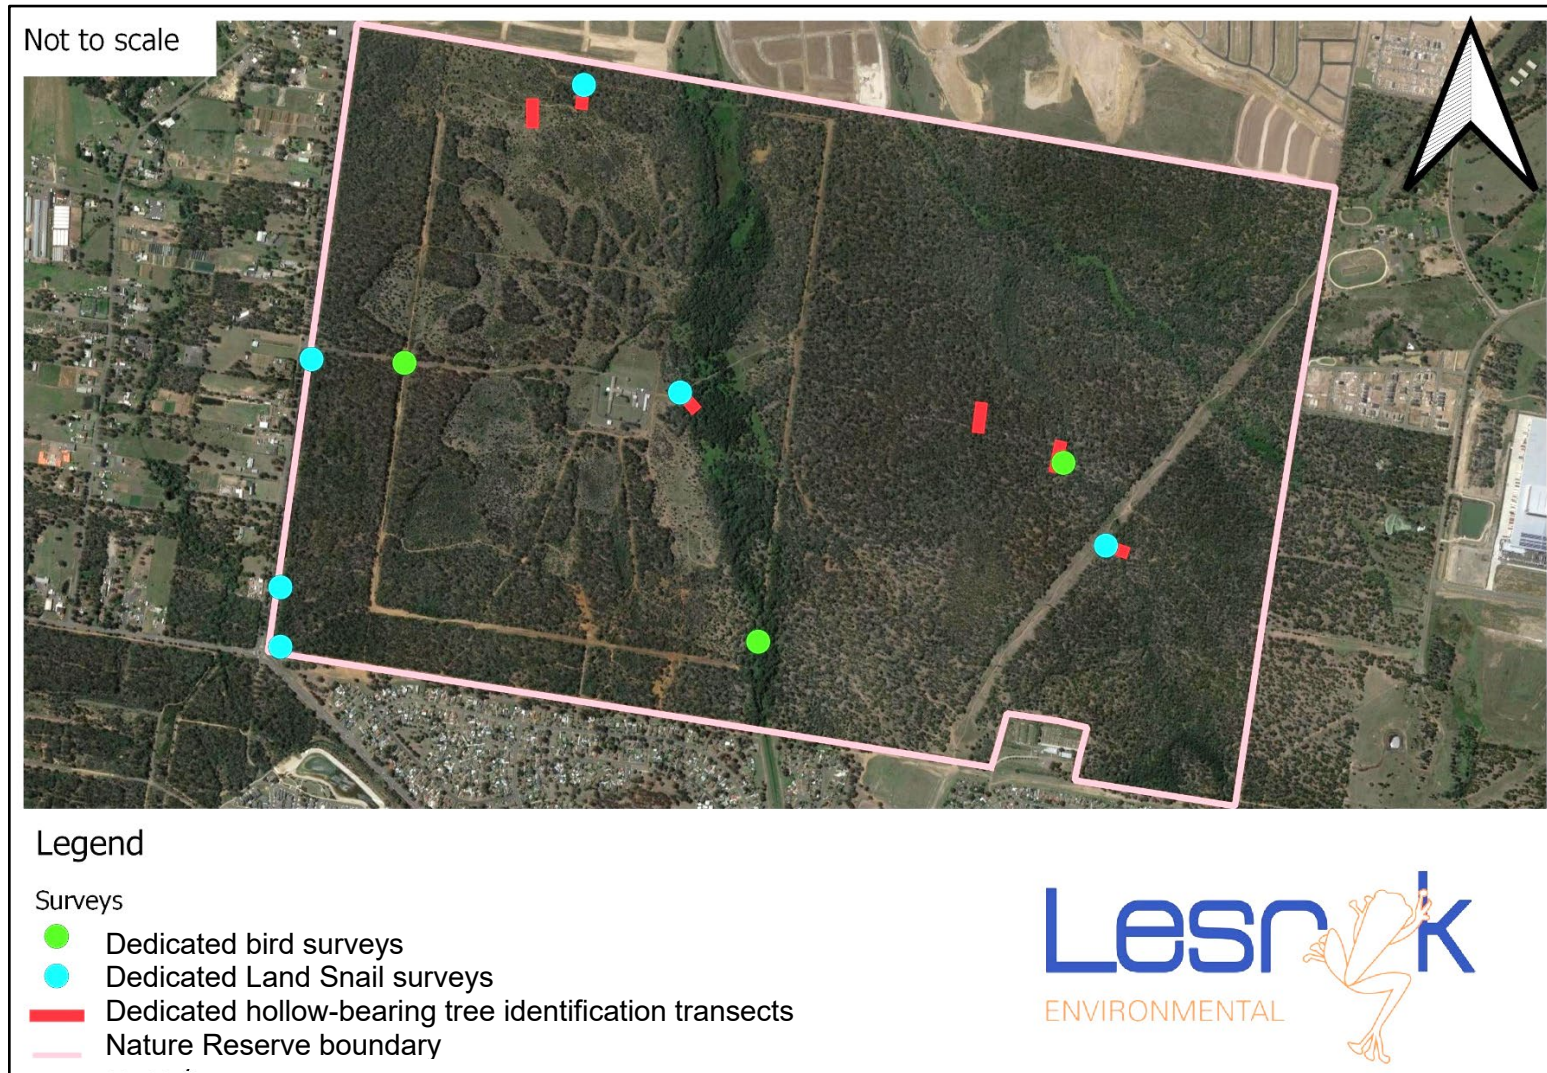 Not to scale
Legend
Surveys
Dedicated bird surveys
Dedicated Land Snail surveys
Dedicated hollow-bearing tree identification transects
Nature Reserve boundary
Lesryk
ENVIRONMENTAL